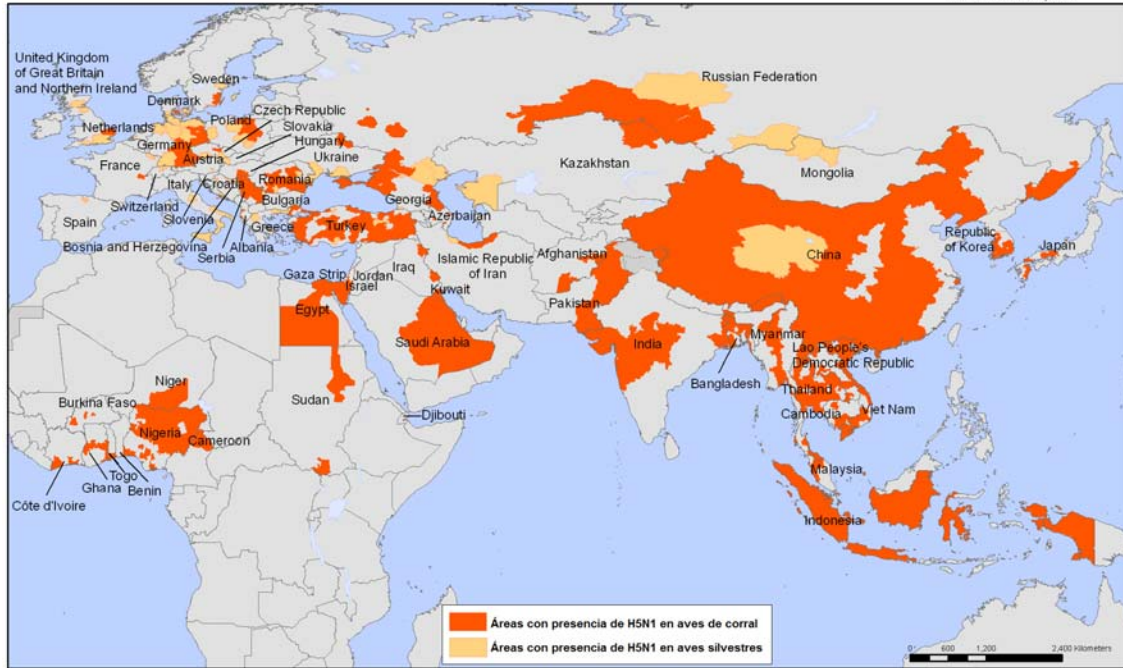 United Kingdom
of Great Britain
and Northern Ireland
Sweden
Denmark
Russian Federation
Netherlands
Poland
Czech Republic
Slovakia
Germany
Hungary
Austria
Ukraine
France
Kazakhstan
Mongolia
Italy
Croatia
Romania
Switzerland
Bulgaria
Georgia
Spain
Slovenia
Azerbaijan
Greece
Turkey
Bosnia and Herzegovina
Albania
Serbia
Islamic Republic
of Iran
Afghanistan
China
Republic
of Korea
Japan
Gaza Strip
Jordan
Iraq
Israel
Kuwait
Pakistan
Egypt
Saudi Arabia
India
Myanmar
Lao People's
Democratic Republic
Bangladesh
Thailand
Niger
Sudan
Burkina Faso
Djibouti
Cambodia
Viet Nam
Nigeria
Cameroon
Togo
Ghana
Benin
Côte d'Ivoire
Malaysia
Indonesia
Áreas con presencia de H5N1 en aves de corral
Áreas con presencia de H5N1 en aves silvestres
0 600 1,200 2,400 Kilometers